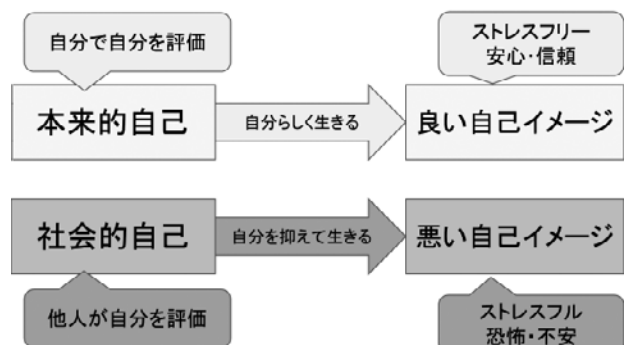 自分で自分を評価
ストレスフリー
安心・信頼
本来的自己
自分らしく生きる
良い自己イメージ
社会的自己
自分を抑えて生きる
悪い自己イメージ
他人が自分を評価
ストレスフル
恐怖・不安